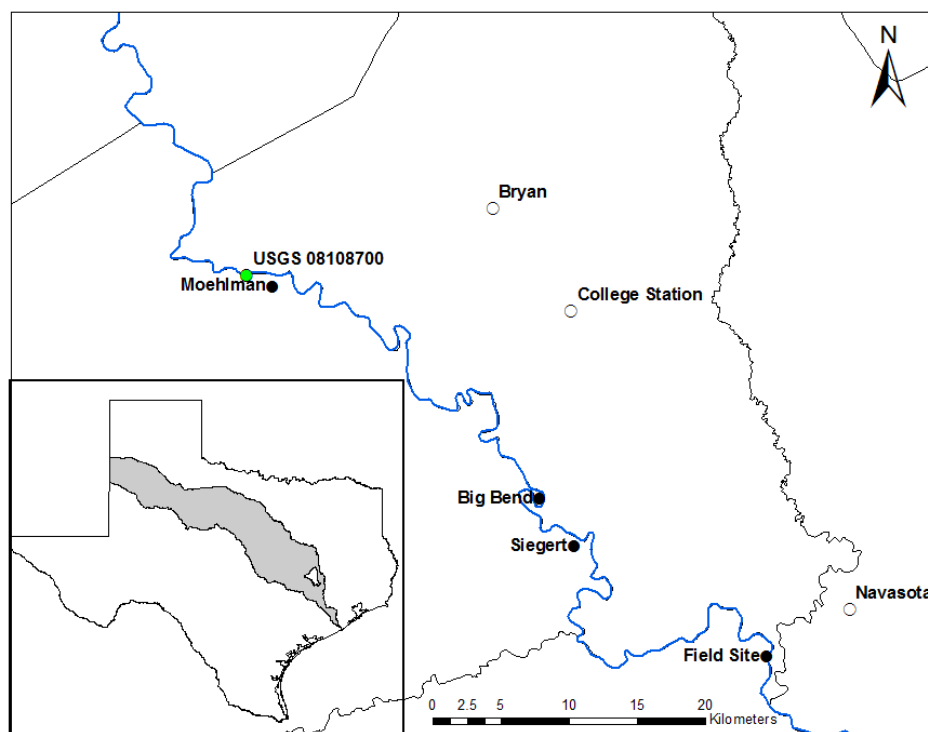 N
Bryan
USGS 08108700
Moehlman
College Station
Big Bend
Siegert
Navasota
Field Site
0 2.5 5 10 15 20
Kilometers